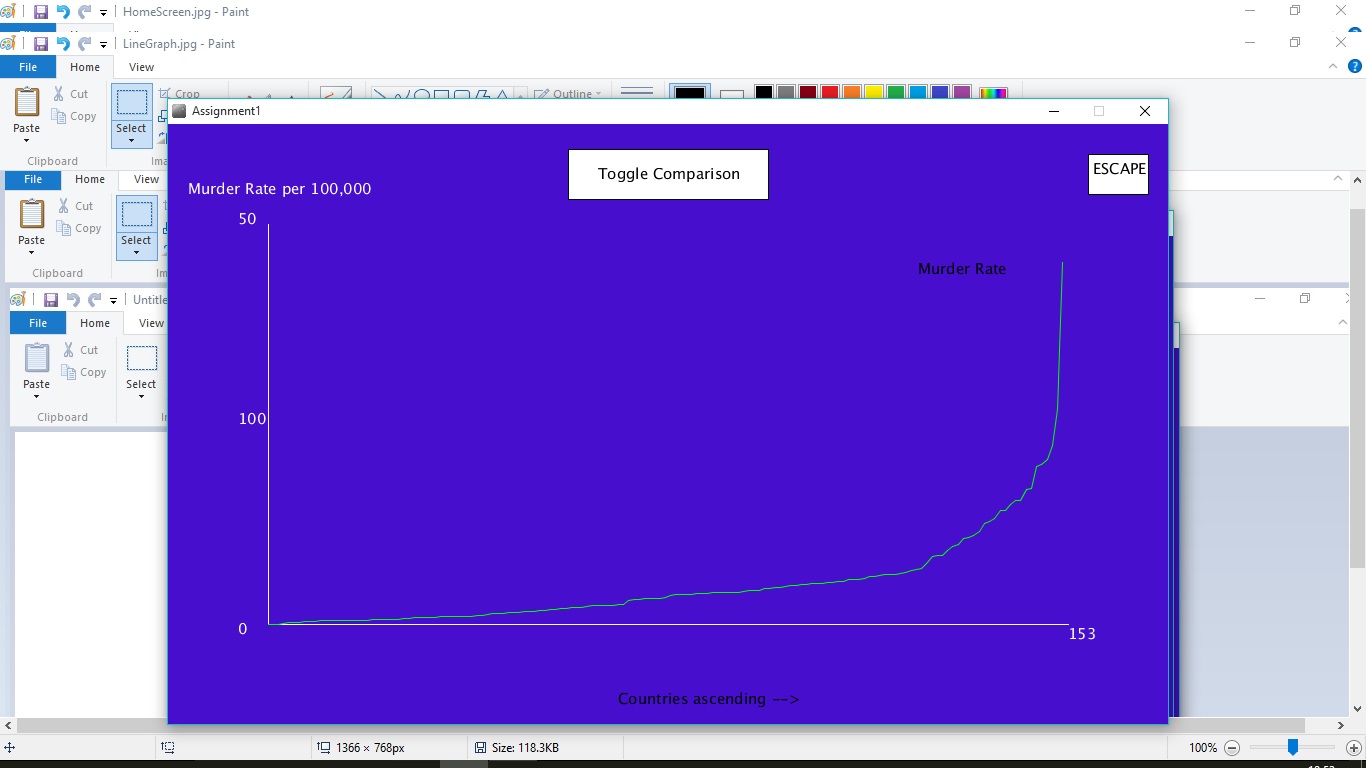 HomeScreen.jpg - Paint
LineGraph.jpg - Paint
File Home View
Cut
Copy
Paste
Select
Crop
Outline
Clipboard
Assignment1
File Home View
Cut
Copy
Paste
Select
Clipboard
Untitle
File Home View
Cut
Copy
Paste
Select
Clipboard
Toggle Comparison
ESCAPE
Murder Rate per 100,000
50
Murder Rate
100
0
153
Countries ascending -->
1366 × 768px
Size: 118.3KB
100%